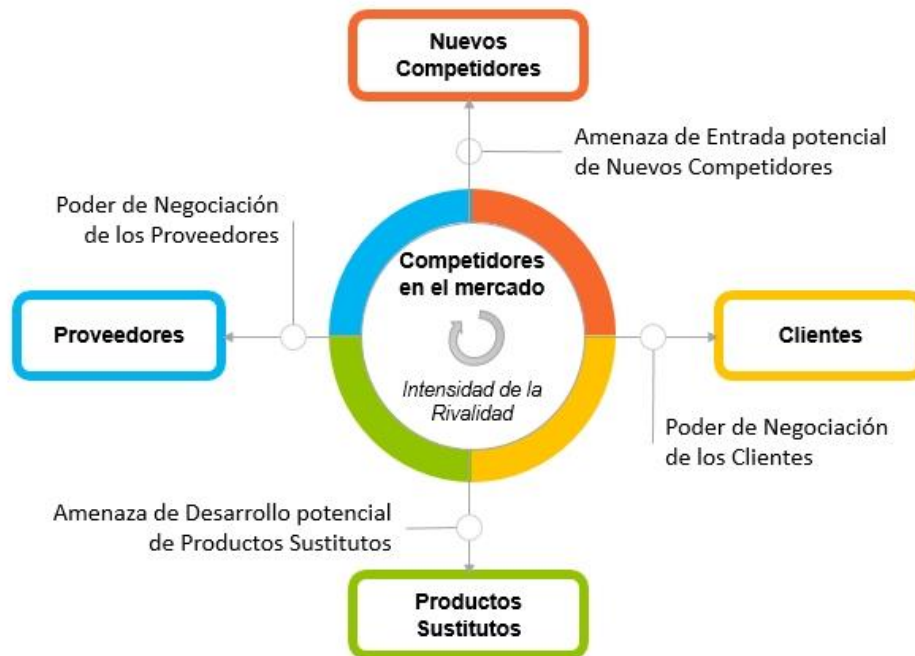 Nuevos
Competidores
Amenaza de Entrada potencial
de Nuevos Competidores
Poder de Negociación
de los Proveedores
Competidores
en el mercado
Proveedores
Clientes
Intensidad de la
Rivalidad
Poder de Negociación
de los Clientes
Amenaza de Desarrollo potencial
de Productos Sustitutos
Productos
Sustitutos